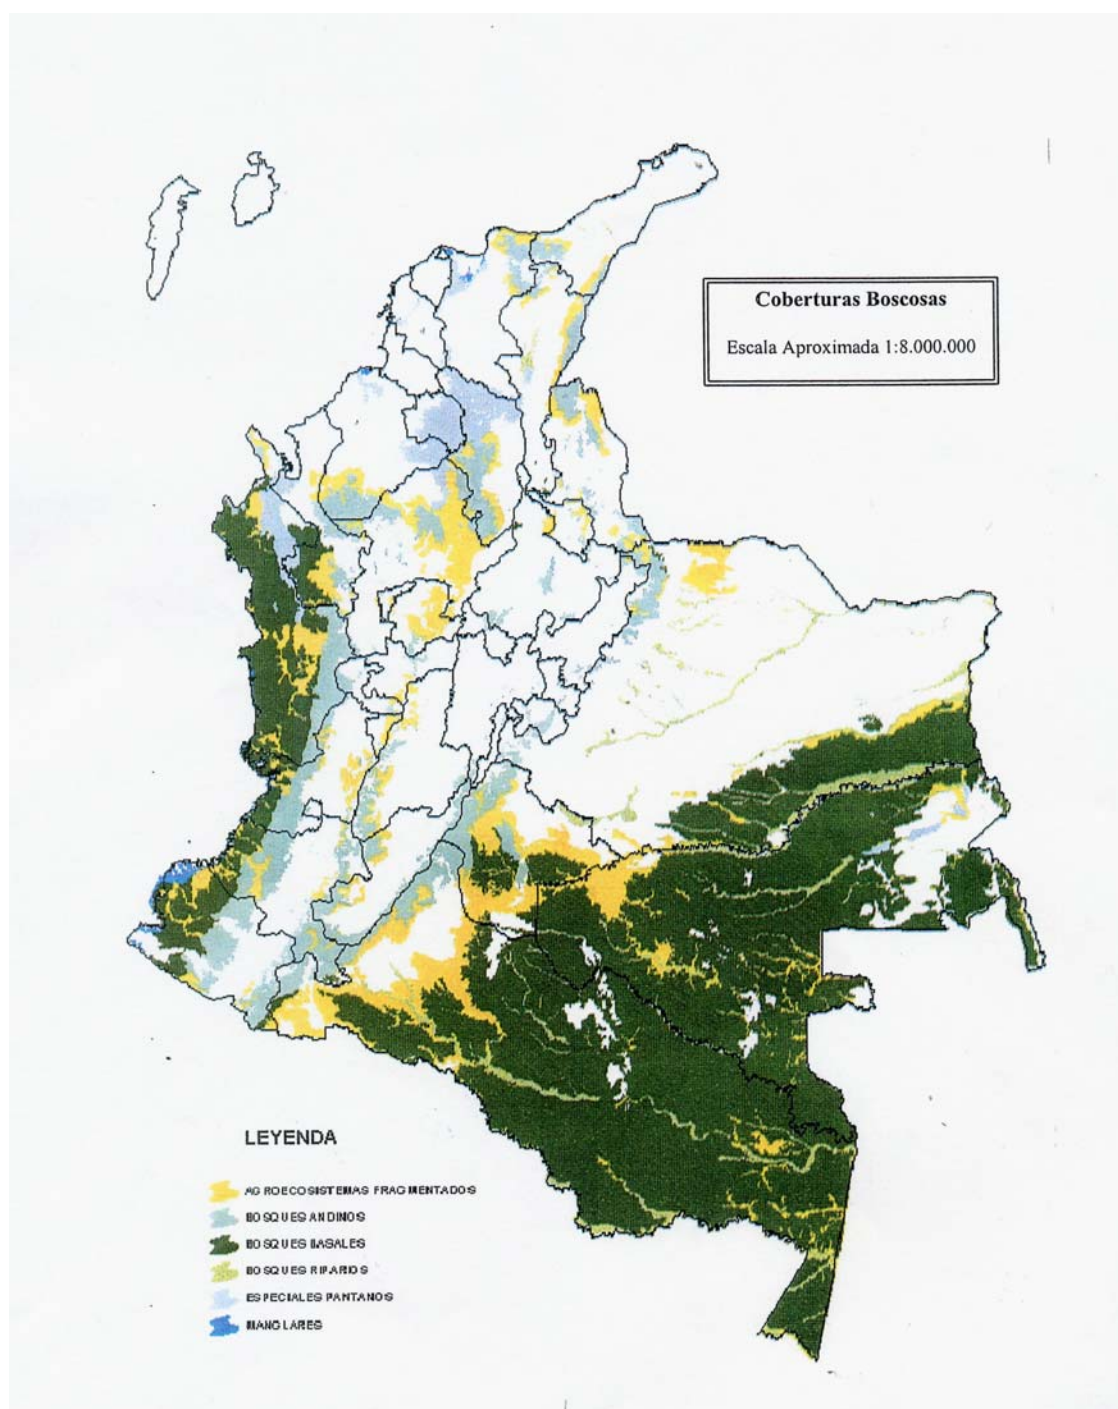 Coberturas Boscosas
Escala Aproximada 1:8.000.000
LEYENDA
AGROECOSISTEMAS FRAGMENTADOS
BOSQUES ANDINOS
BOSQUES BASALES
BOSQUES RIPARIOS
ESPECIALES PANTANOS
MANGLARES